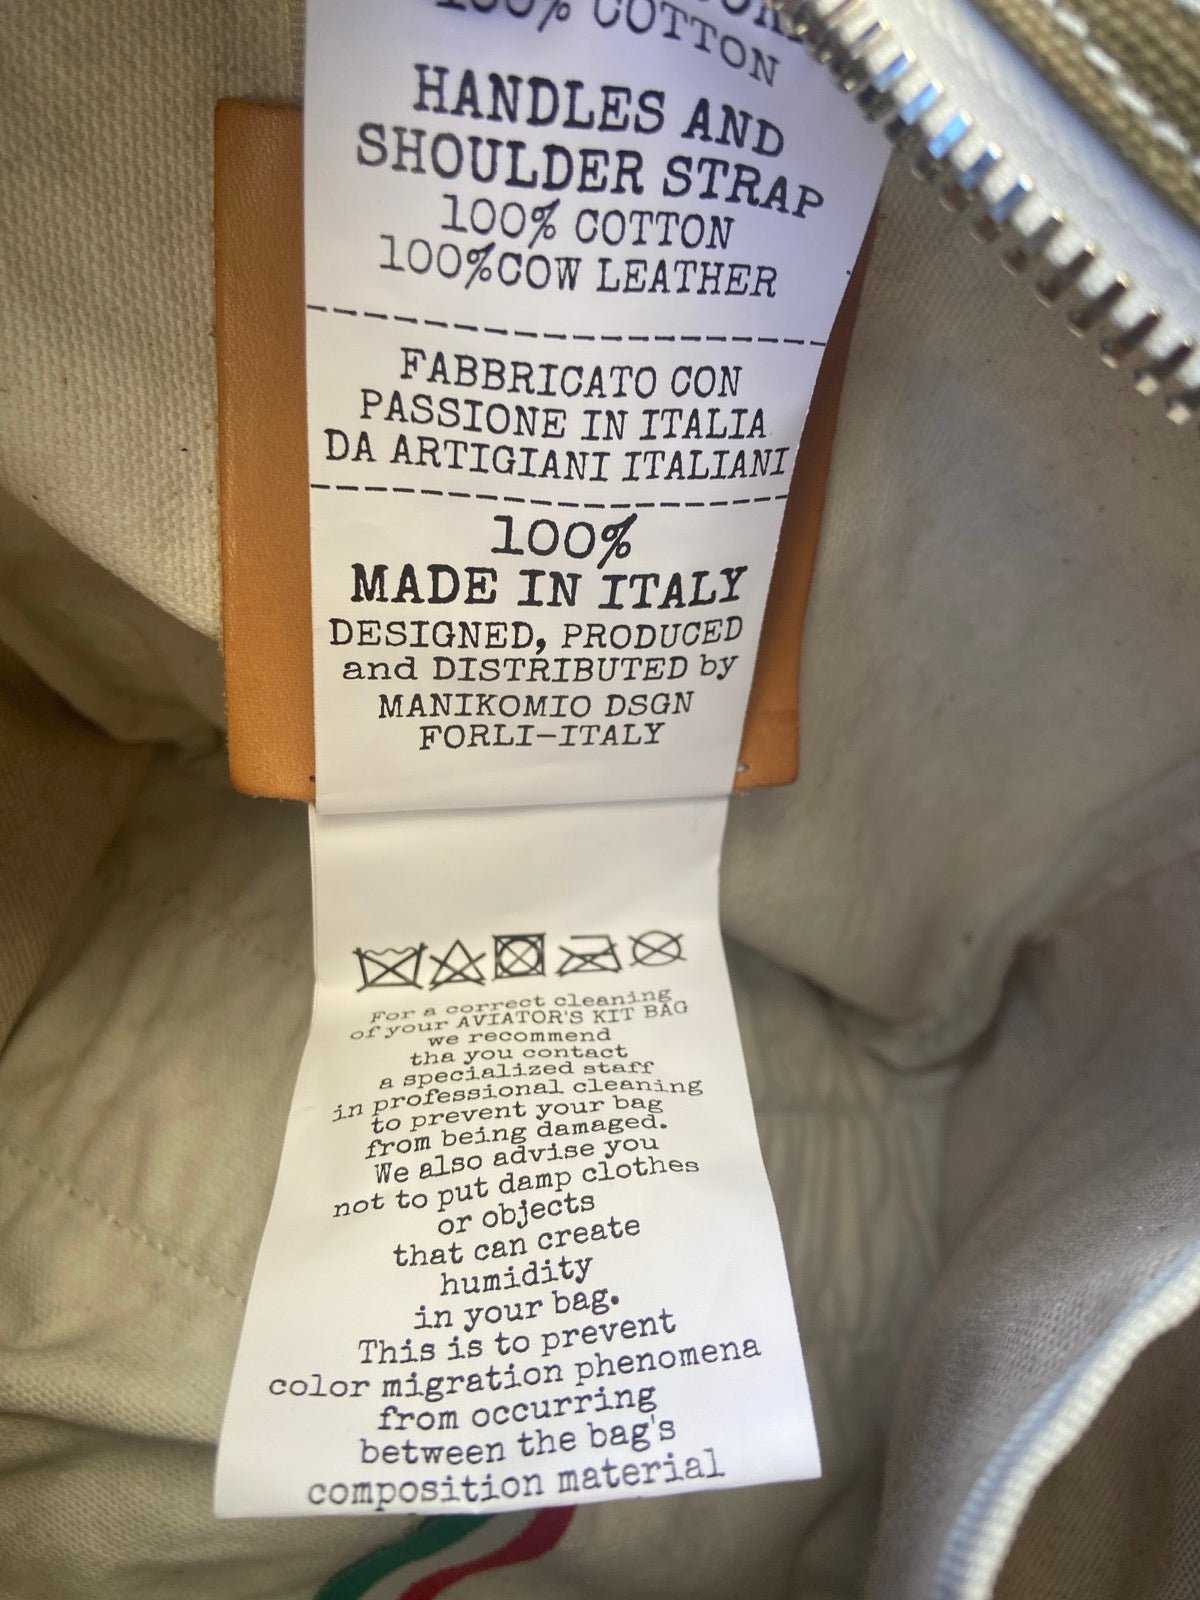 100% COTTON
HANDLES AND
SHOULDER STRAP
100% COTTON
100%COW LEATHER
FABBRICATO CON
PASSIONE IN ITALIA
DA ARTIGIANI ITALIANI
100%
MADE IN ITALY
DESIGNED, PRODUCED
and DISTRIBUTED by
MANIKOMIO DSGN
FORLI-ITALY
For a correct cleaning
of your AVIATOR'S KIT BAG
we recommend
tha you contact
a specialized staff
in professional cleaning
to prevent your bag
from being damaged.
We also advise you
not to put damp clothes
or objects
that can create
humidity
in your bag.
This is to prevent
color migration phenomena
from occurring
between the bag's
composition material